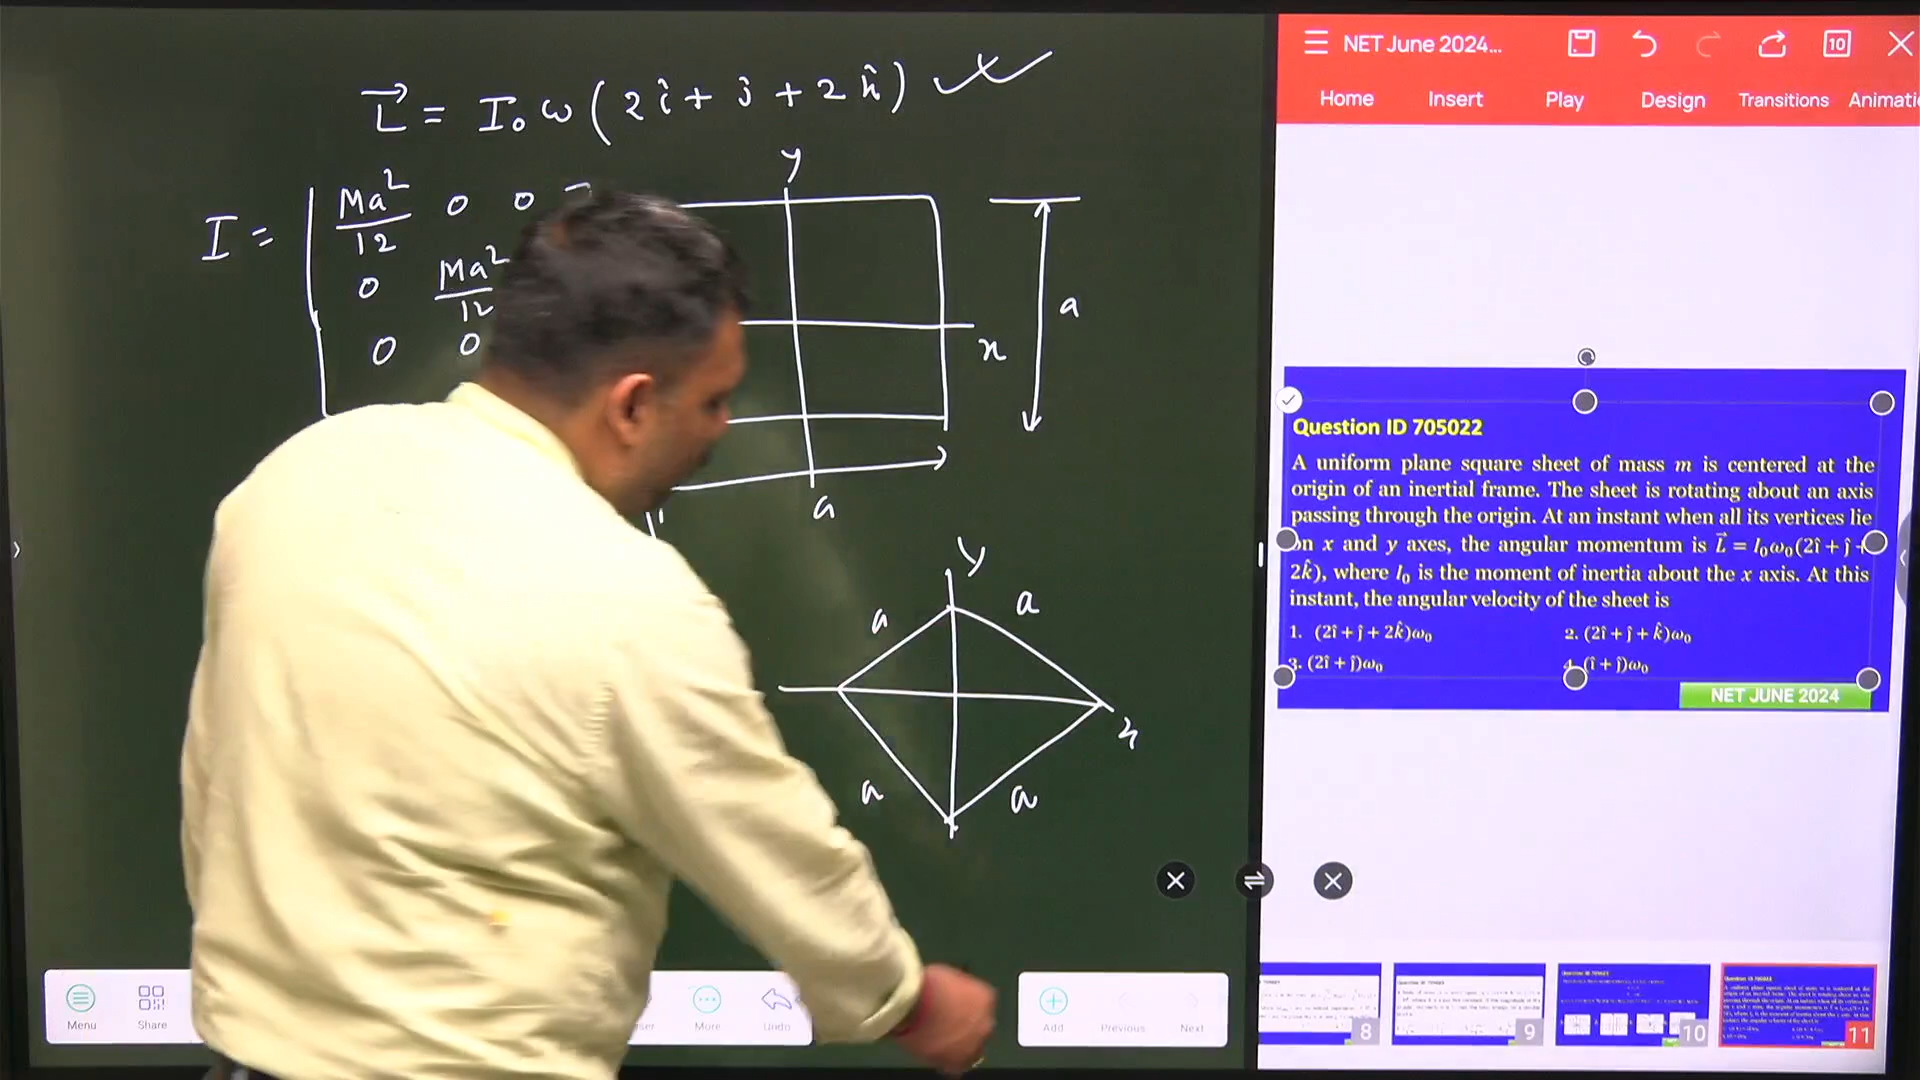 L⃗ = I₀ω(2î + ĵ + 2k̂)
I =
Ma²/12 0 0
0 Ma²/12
0 0
y
x
a
a
y
a
a
x
a
a
Menu
Share
More
Undo
Add
Previous
Next
NET June 2024...
10
Home Insert Play Design Transitions Animati
Question ID 705022
A uniform plane square sheet of mass m is centered at the
origin of an inertial frame. The sheet is rotating about an axis
passing through the origin. At an instant when all its vertices lie
on x and y axes, the angular momentum is L⃗ = I₀ω₀(2î + ĵ +
2k̂), where I₀ is the moment of inertia about the x axis. At this
instant, the angular velocity of the sheet is
1. (2î + ĵ + 2k̂)ω₀ 2. (2î + ĵ + k̂)ω₀
3. (2î + ĵ)ω₀ 4. (î + ĵ)ω₀
NET JUNE 2024
8
9
10
11